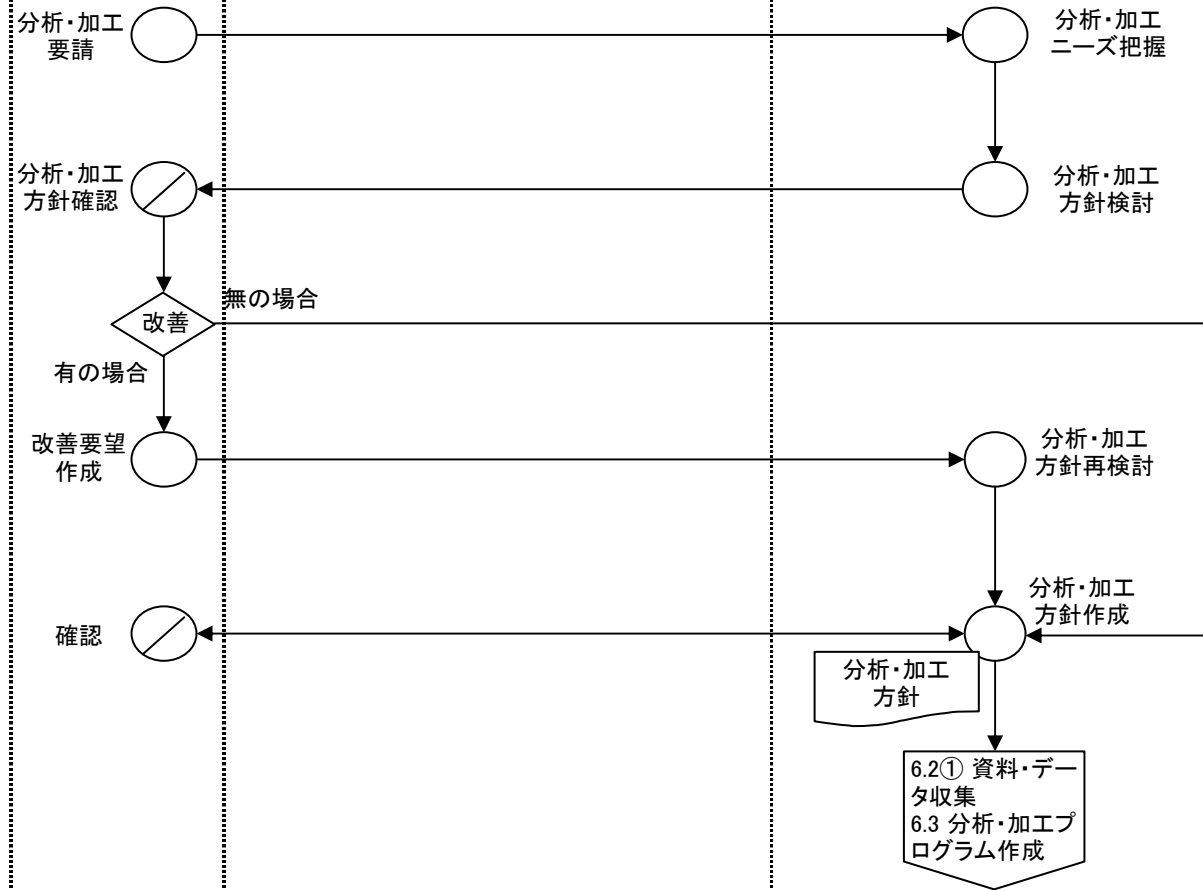 分析・加工
要請
分析・加工
ニーズ把握
分析・加工
方針確認
分析・加工
方針検討
無の場合
改善
有の場合
改善要望
作成
分析・加工
方針再検討
確認
分析・加工
方針作成
分析・加工
方針
6.2① 資料・デー
タ収集
6.3 分析・加工プ
ログラム作成